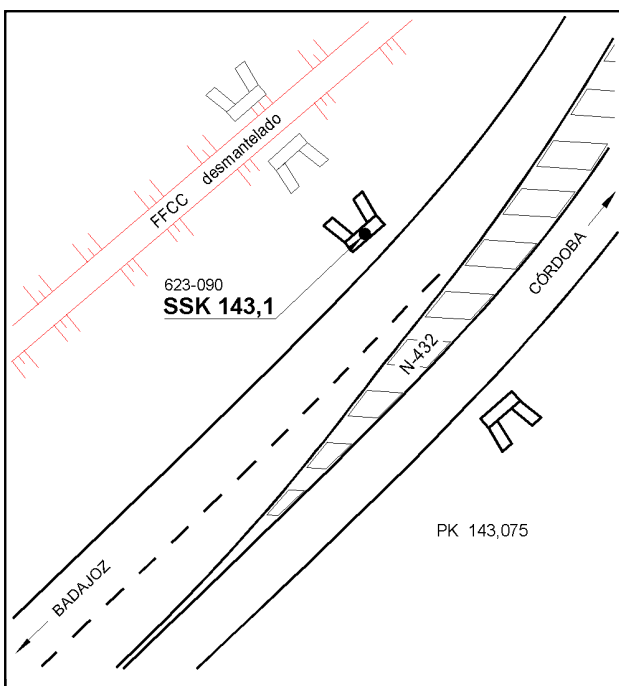 FFCC desmantelado
623-090
SSK 143,1
CÓRDOBA
N-432
PK 143,075
BADAJOZ